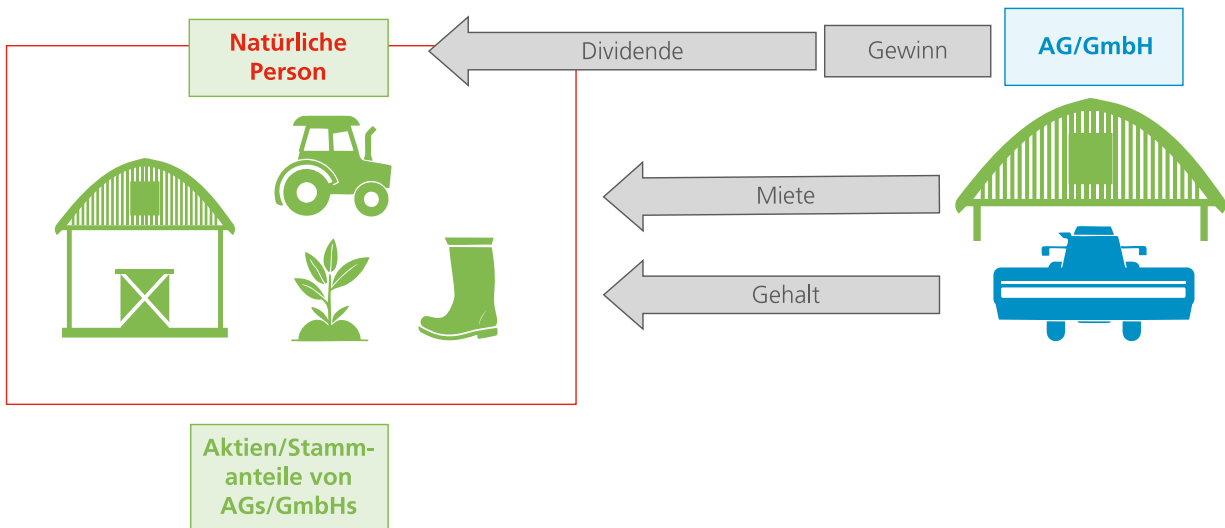 Natürliche
Person
Dividende
Gewinn
AG/GmbH
Miete
Gehalt
Aktien/Stamm-
anteile von
AGs/GmbHs